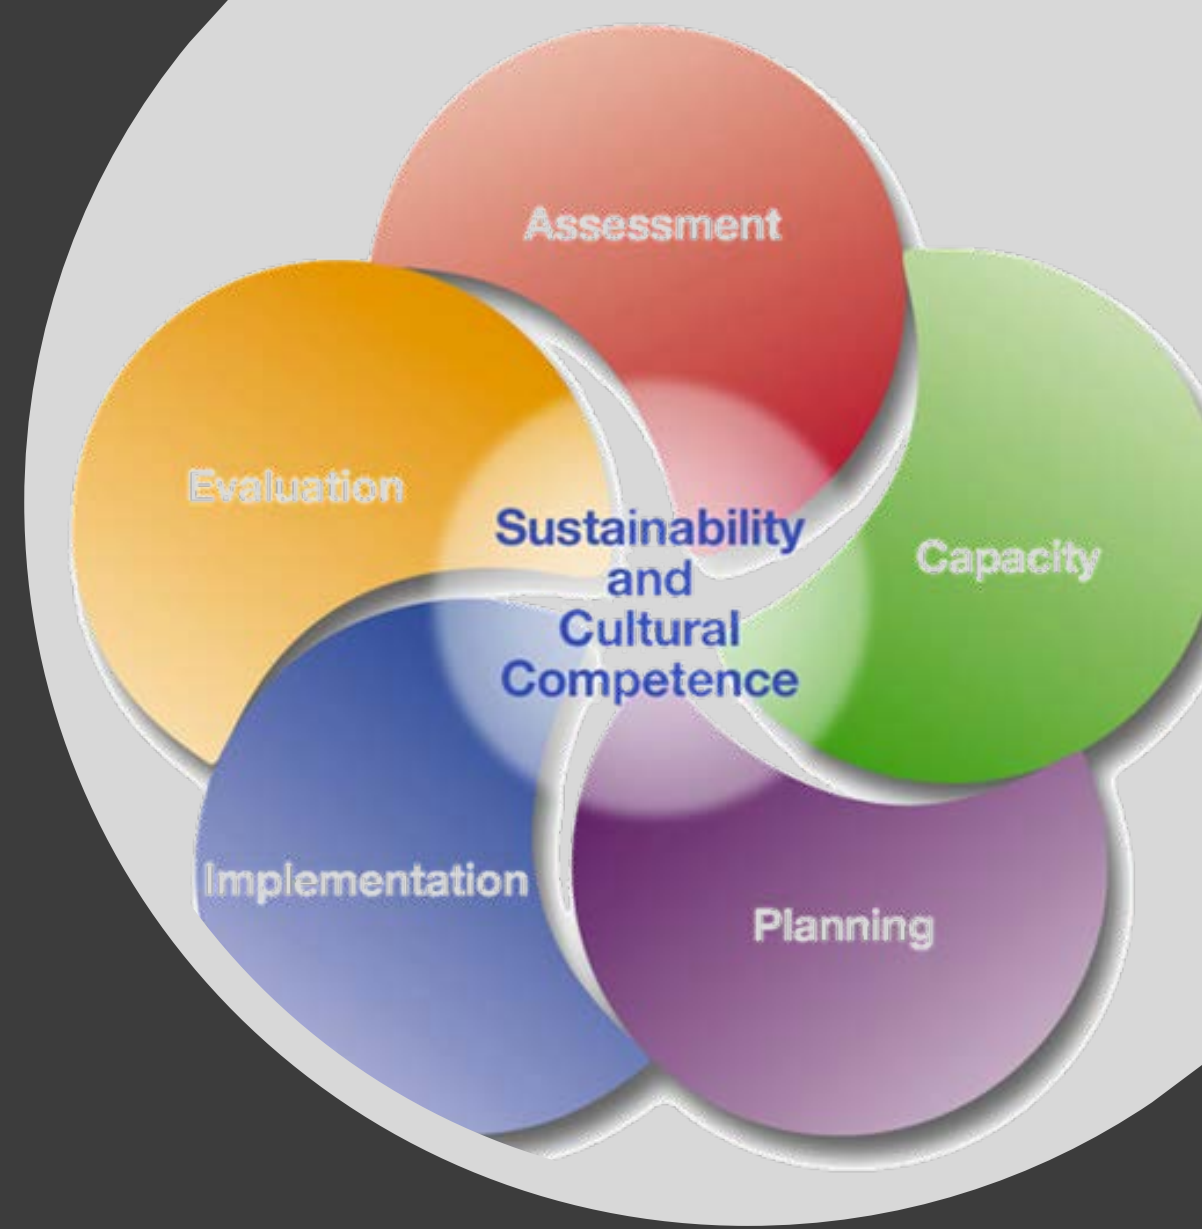 Assessment
Evaluation
Capacity
Sustainability
and
Cultural
Competence
Implementation
Planning